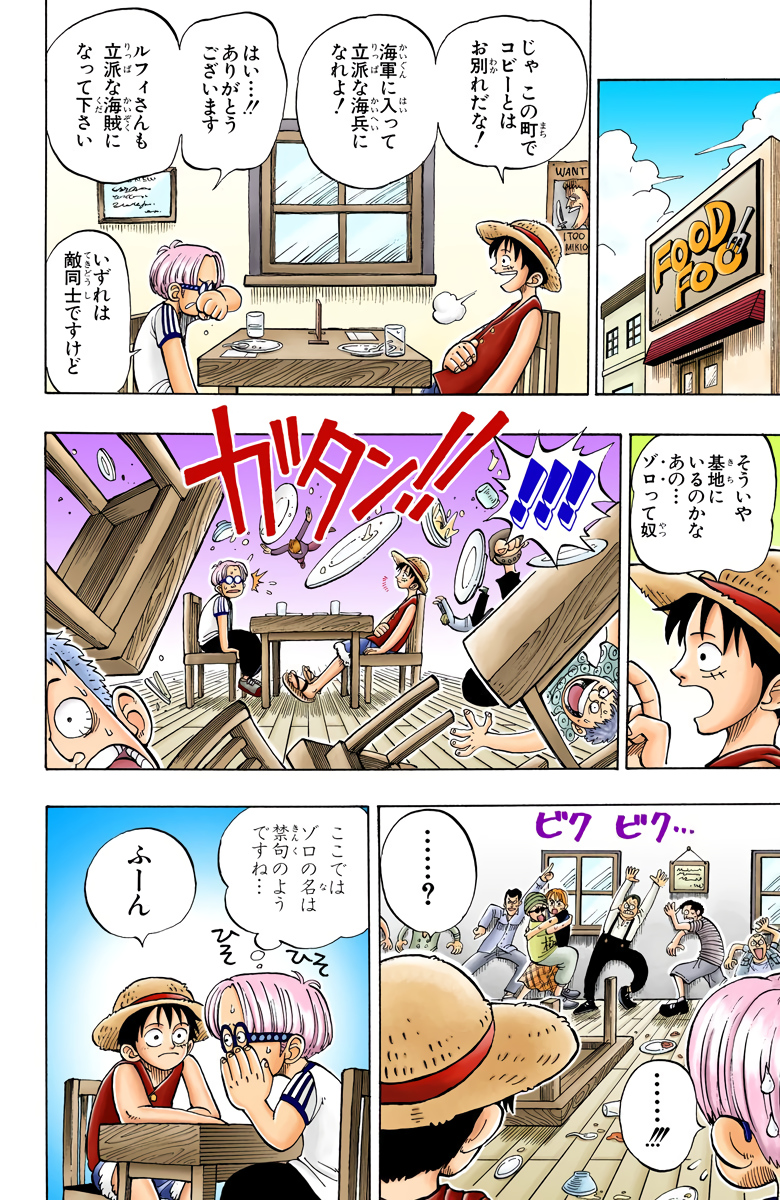 FOOD
FOO
じゃ この町で
コビーとは
お別れだな！
海軍に入って
立派な海兵に
なれよ！
はい…!!
ありがとう
ございます
ルフィさんも
立派な海賊に
なって下さい
いずれは
敵同士ですけど
WANT
ITOO
MIKIO
そういや
基地に
いるのかな
あの…
ゾロって奴
!!!
ガタン!!
ビク ビク…
……？
……!!!
ここでは
ゾロの名は
禁句のよう
ですね…
ひそ ひそ
ふーん